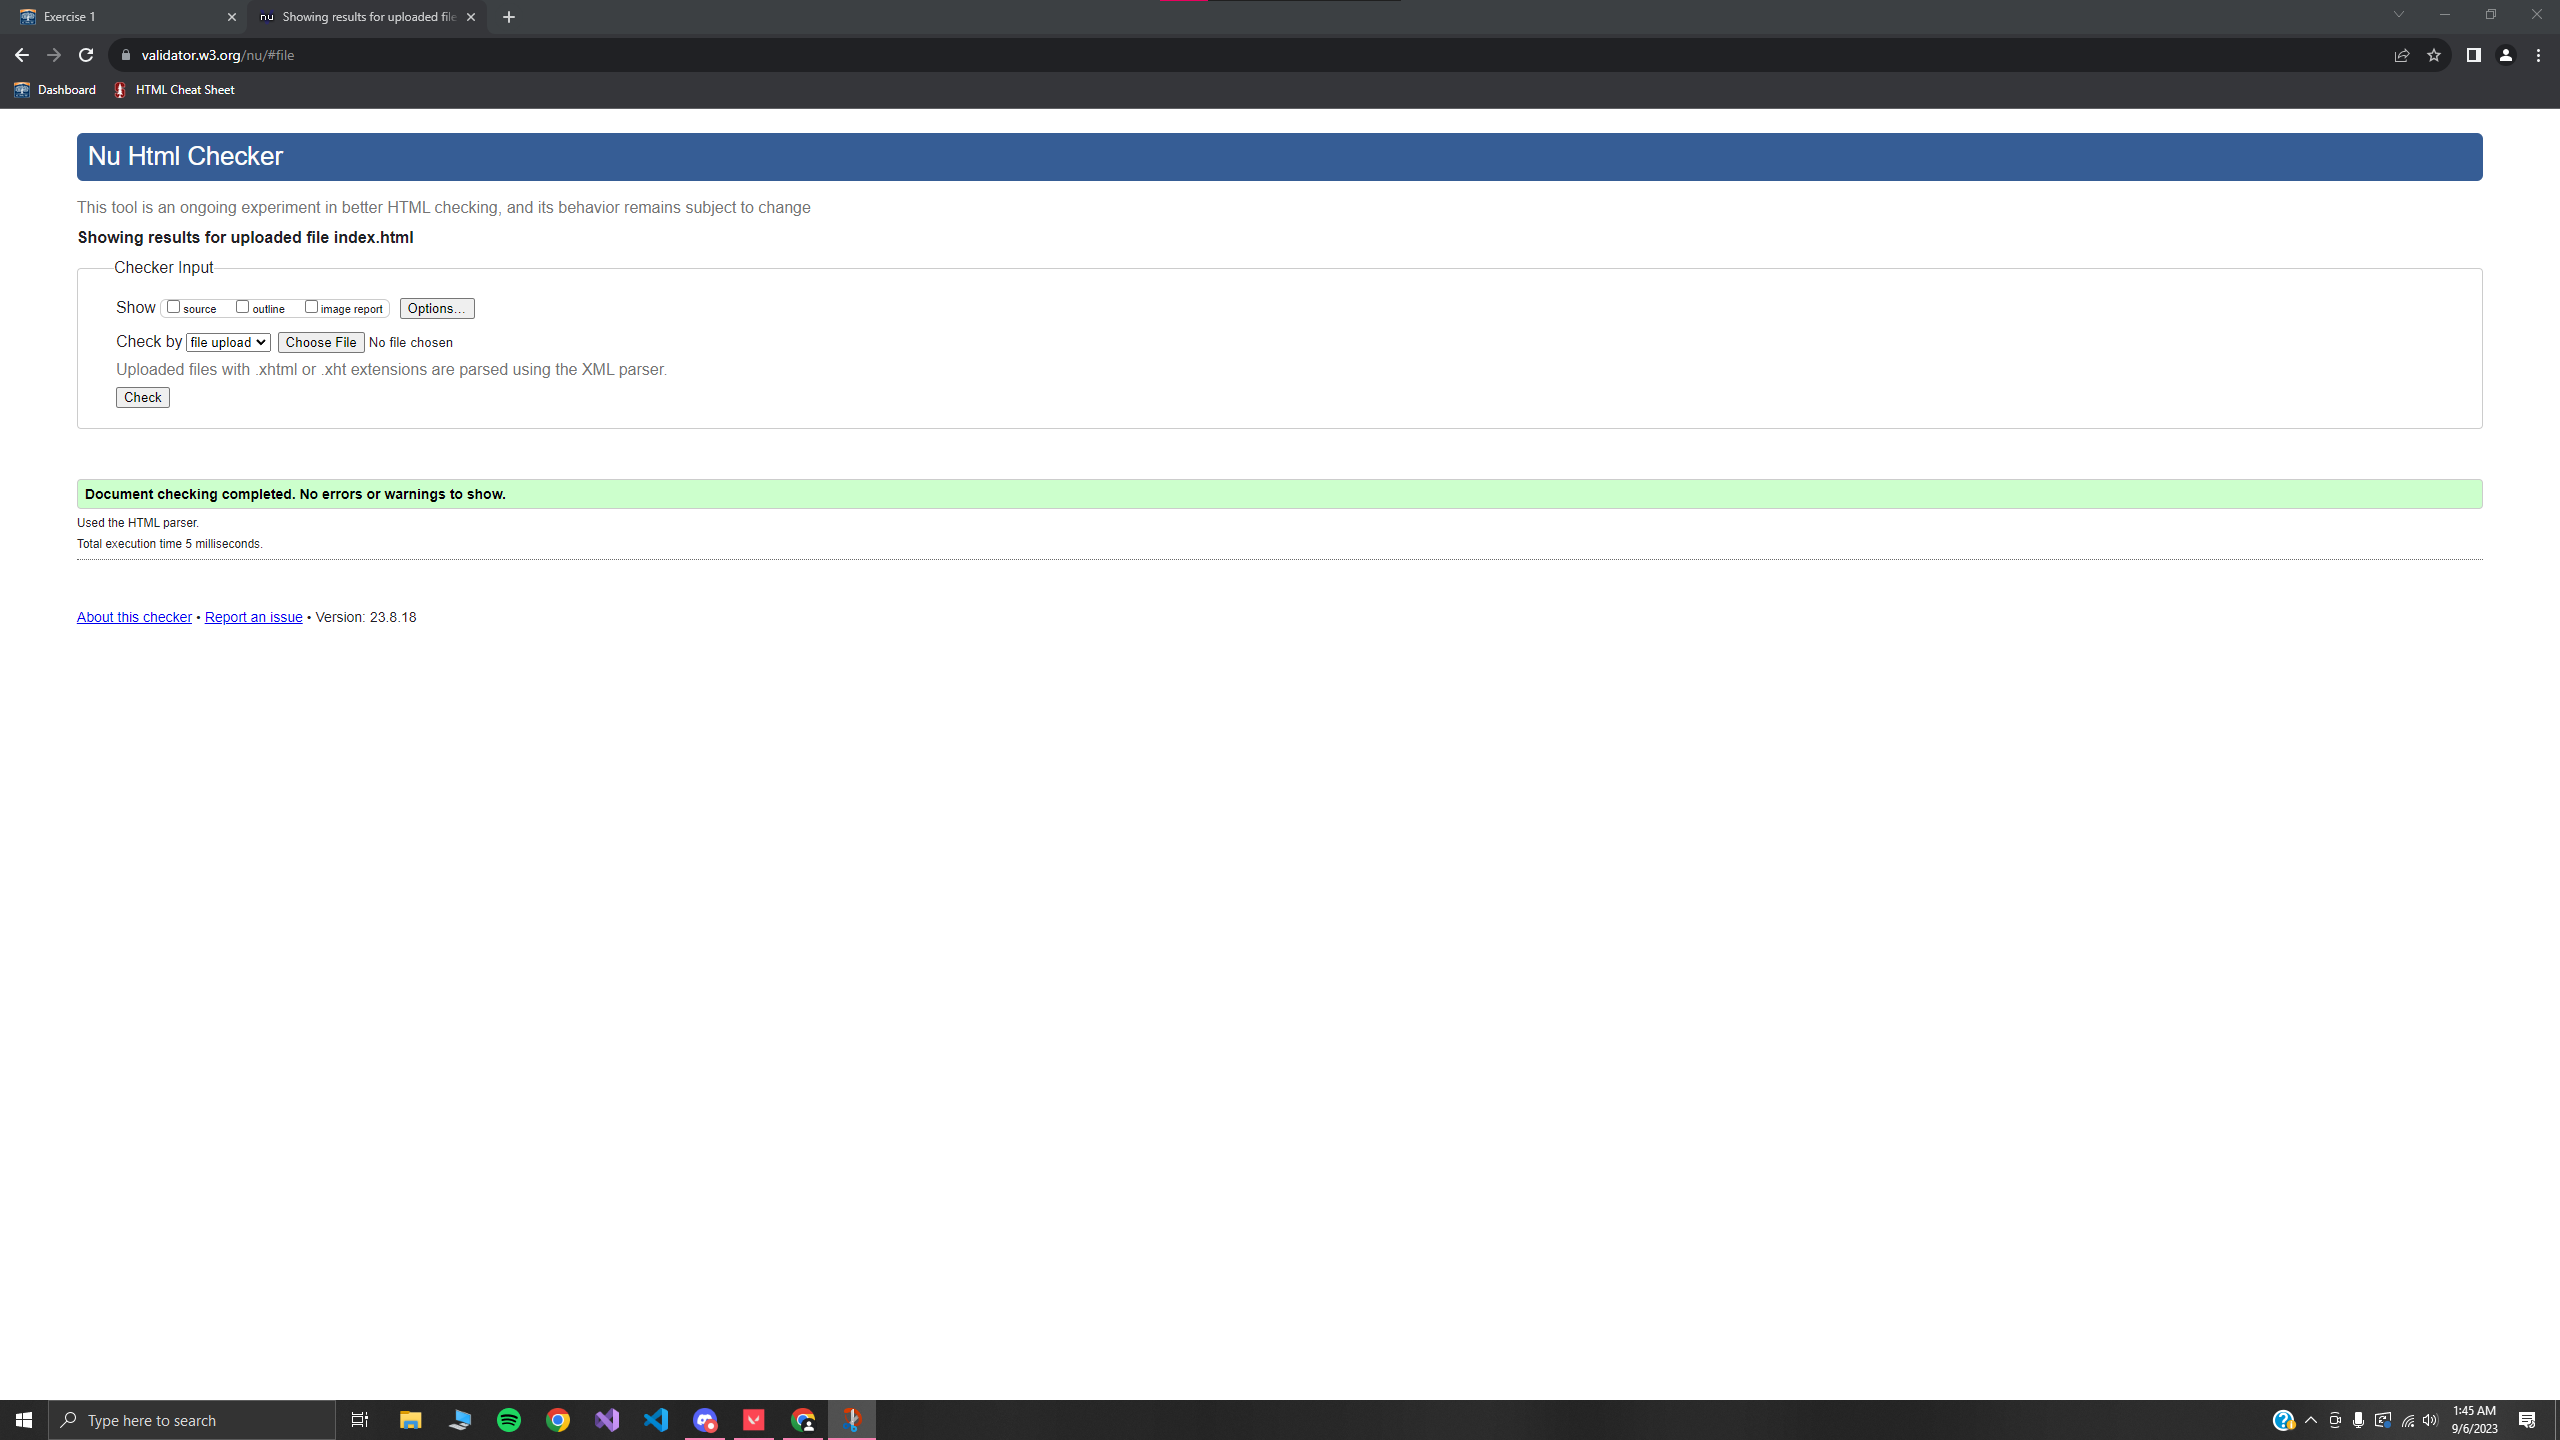 Exercise 1
nu Showing results for uploaded file
validator.w3.org/nu/#file
Dashboard HTML Cheat Sheet
Nu Html Checker
This tool is an ongoing experiment in better HTML checking, and its behavior remains subject to change
Showing results for uploaded file index.html
Checker Input
Show source outline image report Options...
Check by file upload Choose File No file chosen
Uploaded files with .xhtml or .xht extensions are parsed using the XML parser.
Check
Document checking completed. No errors or warnings to show.
Used the HTML parser.
Total execution time 5 milliseconds.
About this checker • Report an issue • Version: 23.8.18
Type here to search
1:45 AM
9/6/2023